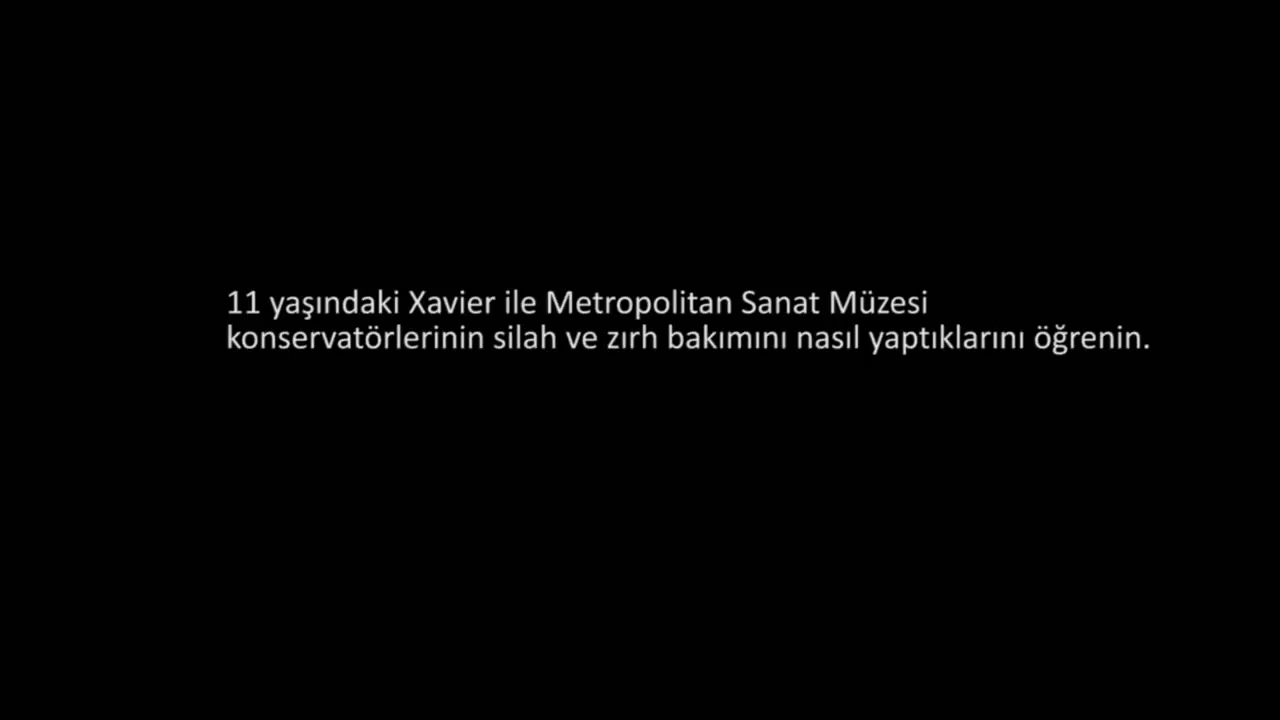 11 yaşındaki Xavier ile Metropolitan Sanat Müzesi
konservatörlerinin silah ve zırh bakımını nasıl yaptıklarını öğrenin.